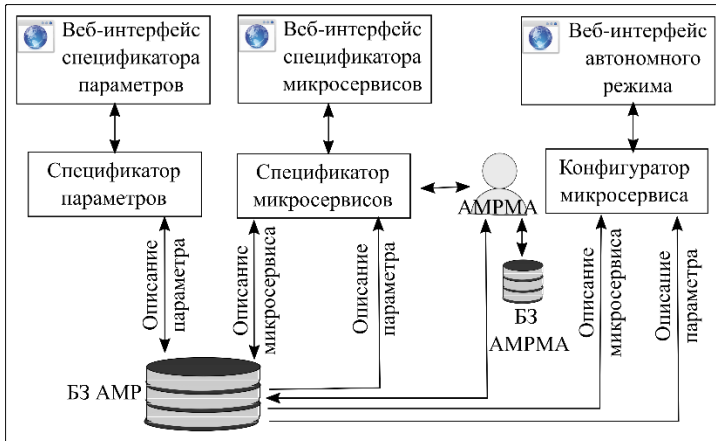 Веб-интерфейс
спецификатора
параметров
Веб-интерфейс
спецификатора
микросервисов
Веб-интерфейс
автономного
режима
Спецификатор
параметров
Спецификатор
микросервисов
АМРМА
Конфигуратор
микросервиса
Описание
параметра
Описание
микросервиса
Описание
параметра
БЗ
АМРМА
Описание
микросервиса
Описание
параметра
БЗ АМР